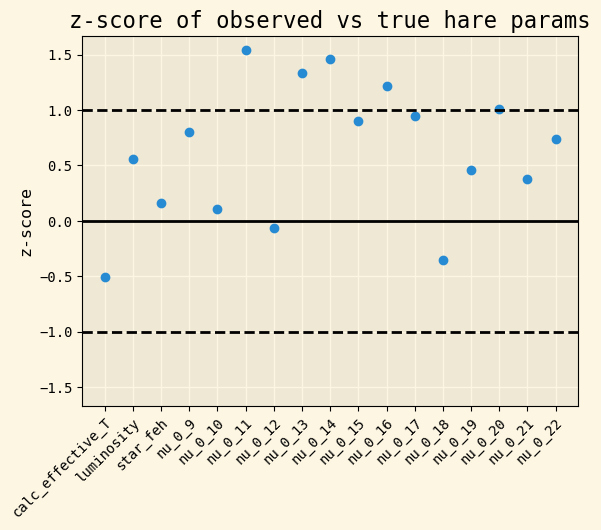 z-score of observed vs true hare params
z-score
1.5
1.0
0.5
0.0
−0.5
−1.0
−1.5
calc_effective_T
luminosity
star_feh
nu_0_9
nu_0_10
nu_0_11
nu_0_12
nu_0_13
nu_0_14
nu_0_15
nu_0_16
nu_0_17
nu_0_18
nu_0_19
nu_0_20
nu_0_21
nu_0_22